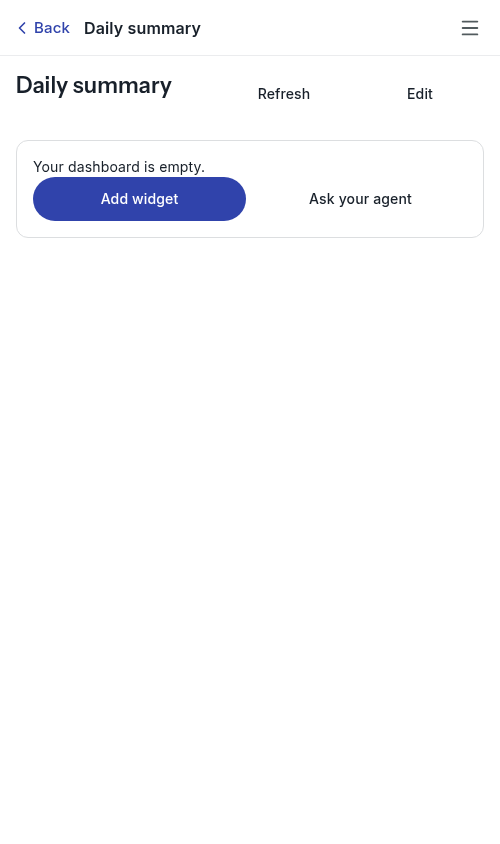 Back Daily summary
Daily summary
Refresh Edit
Your dashboard is empty.
Add widget Ask your agent